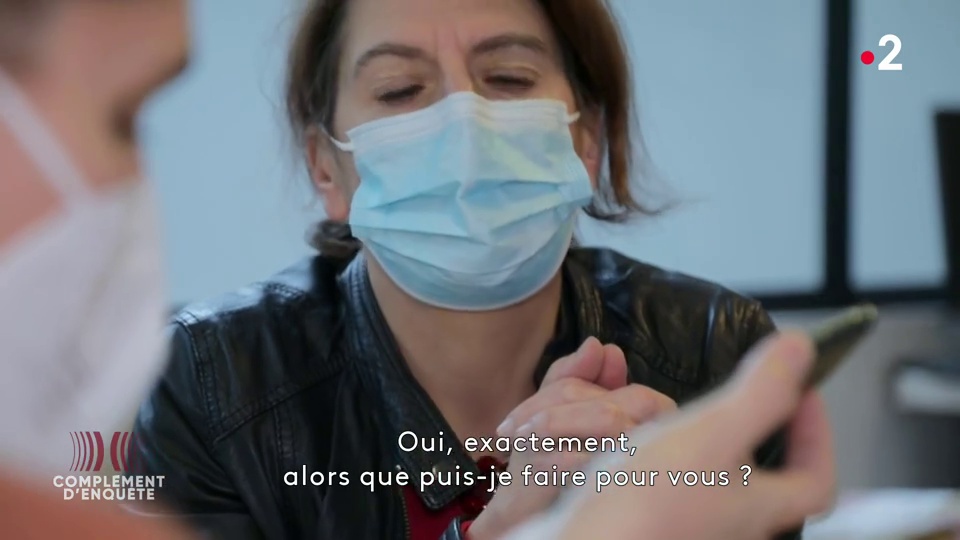 2
Oui, exactement,
alors que puis-je faire pour vous ?
COMPLÉMENT
D'ENQUÊTE